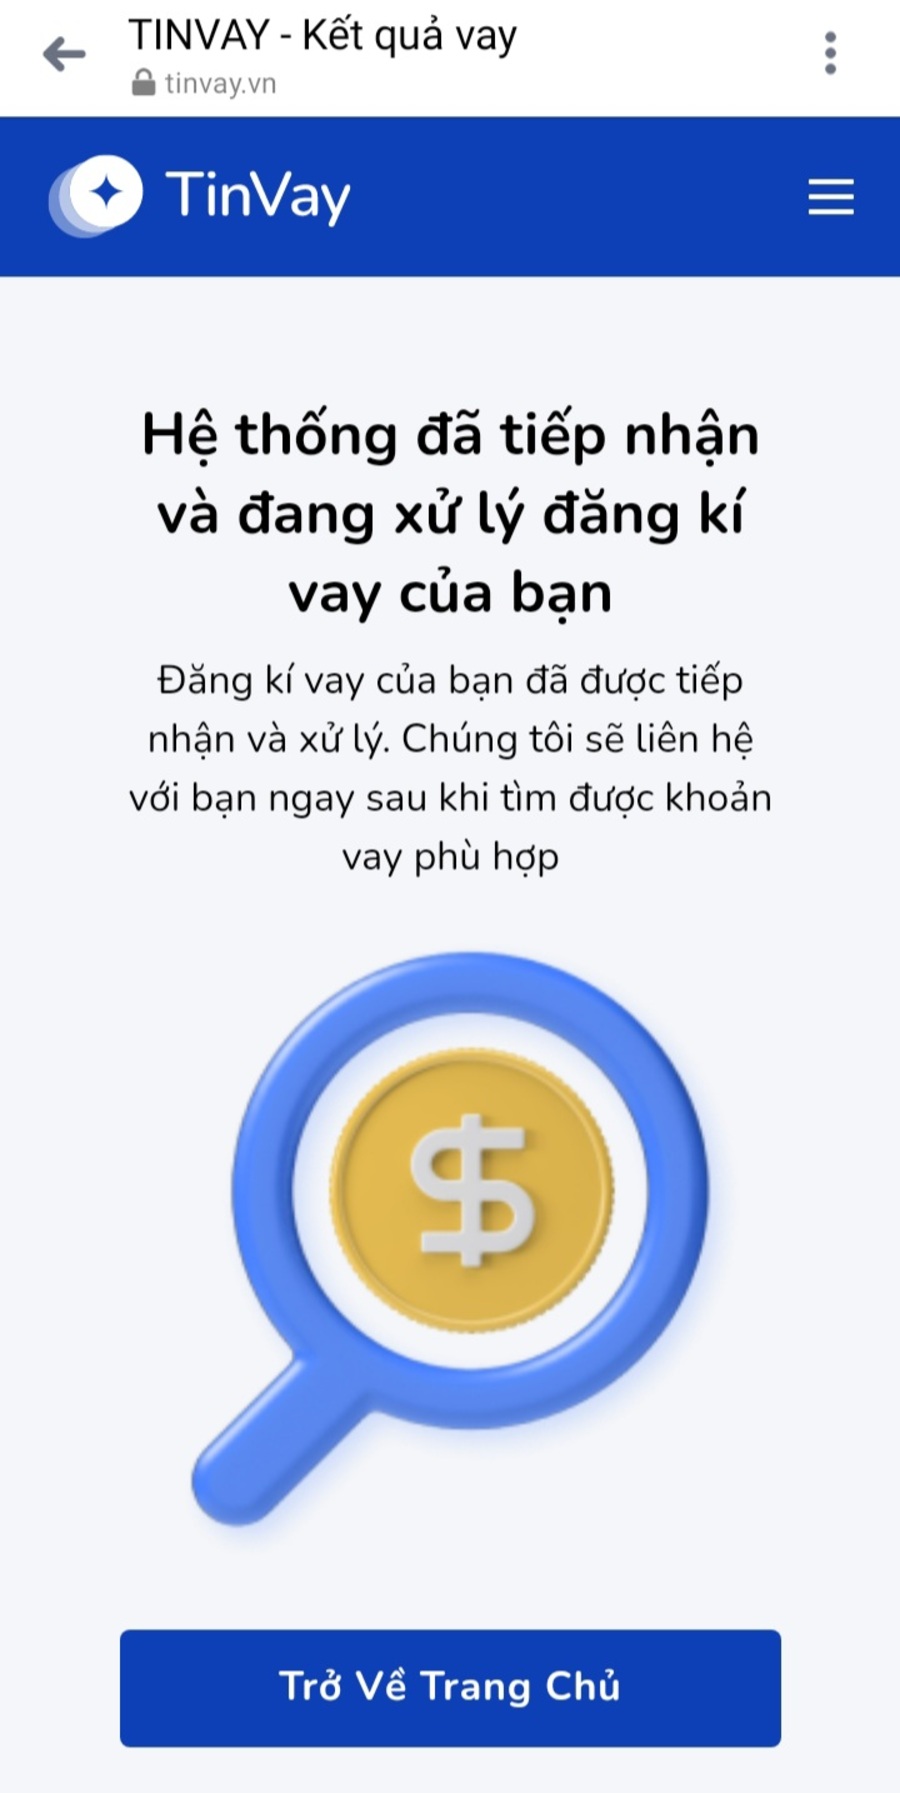 TINVAY - Kết quả vay
tinvay.vn
TinVay
Hệ thống đã tiếp nhận
và đang xử lý đăng kí
vay của bạn
Đăng kí vay của bạn đã được tiếp
nhận và xử lý. Chúng tôi sẽ liên hệ
với bạn ngay sau khi tìm được khoản
vay phù hợp
$
Trở Về Trang Chủ